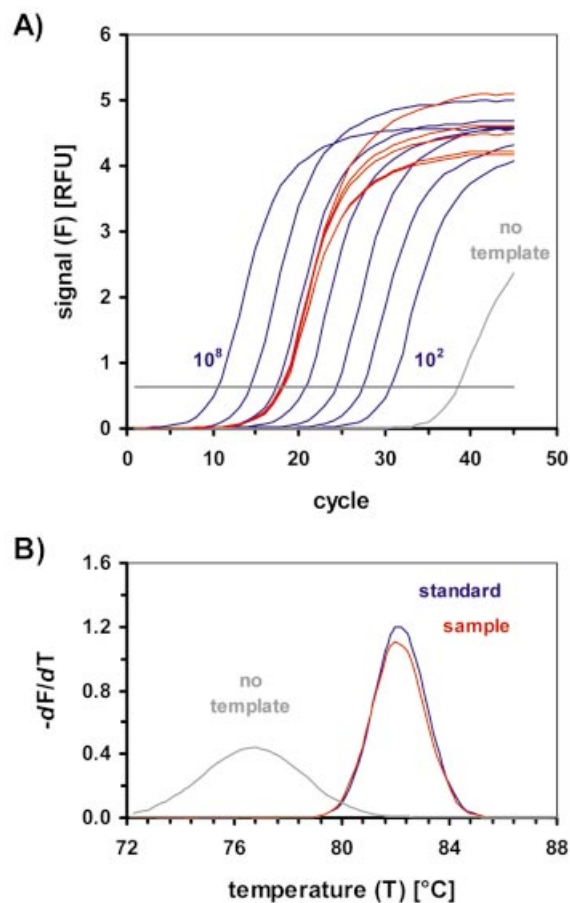 A)
signal (F) [RFU]
6
5
4
3
2
1
0
10⁸
10²
no
template
0 10 20 30 40 50
cycle
B)
-dF/dT
1.6
1.2
0.8
0.4
0.0
standard
sample
no
template
72 76 80 84 88
temperature (T) [°C]